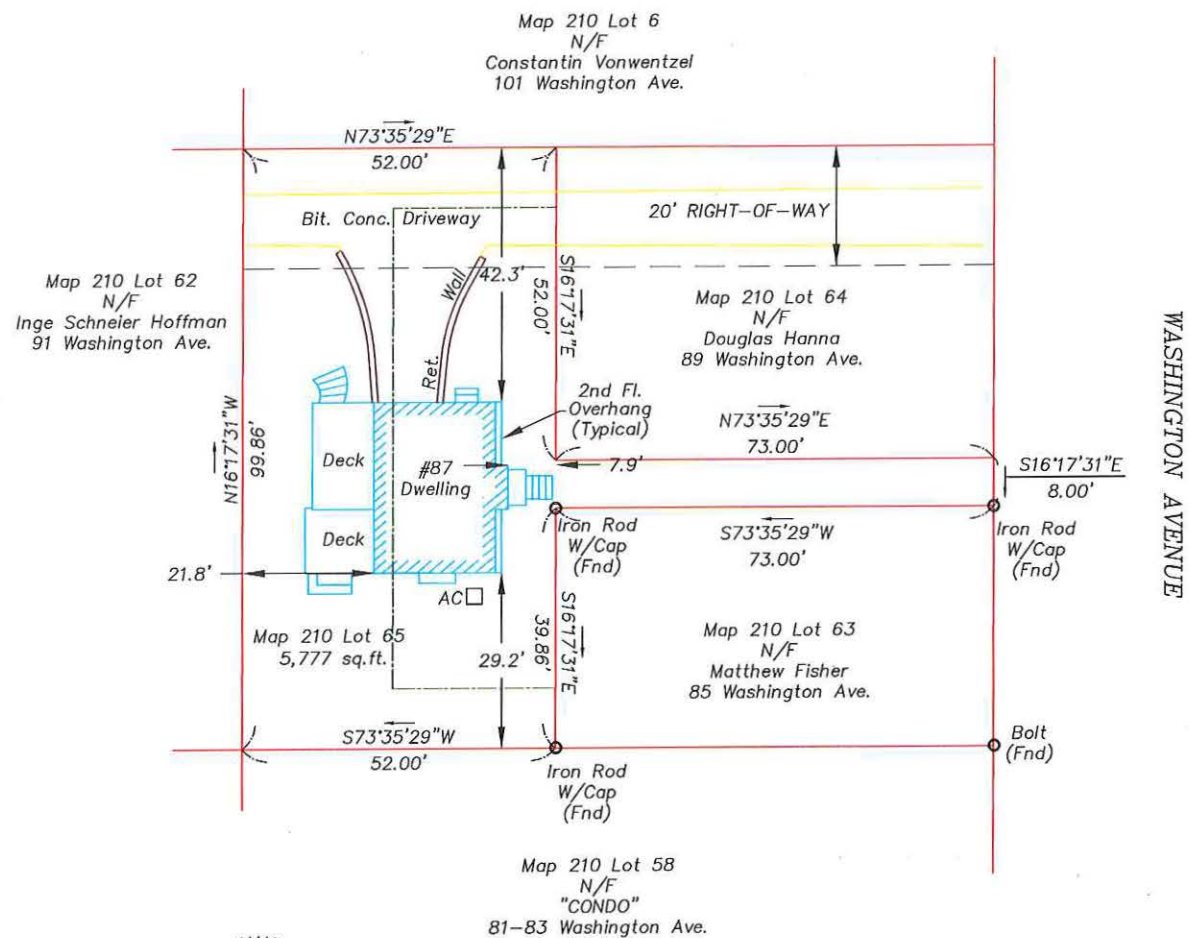 Map 210 Lot 6
N/F
Constantin Vonwentzel
101 Washington Ave.
N73°35'29"E
52.00'
Bit. Conc. Driveway
20' RIGHT-OF-WAY
Map 210 Lot 62
N/F
Inge Schneier Hoffman
91 Washington Ave.
Wall
Ret.
42.3'
S16°17'31"E
52.00'
Map 210 Lot 64
N/F
Douglas Hanna
89 Washington Ave.
WASHINGTON AVENUE
2nd Fl.
Overhang
(Typical)
N73°35'29"E
73.00'
N16°17'31"W
99.86'
Deck
#87
Dwelling
7.9'
S16°17'31"E
8.00'
Iron Rod
W/Cap
(Fnd)
S73°35'29"W
73.00'
Iron Rod
W/Cap
(Fnd)
Deck
21.8'
AC
S16°17'31"E
39.86'
Map 210 Lot 65
5,777 sq.ft.
29.2'
Map 210 Lot 63
N/F
Matthew Fisher
85 Washington Ave.
S73°35'29"W
52.00'
Iron Rod
W/Cap
(Fnd)
Bolt
(Fnd)
Map 210 Lot 58
N/F
"CONDO"
81-83 Washington Ave.